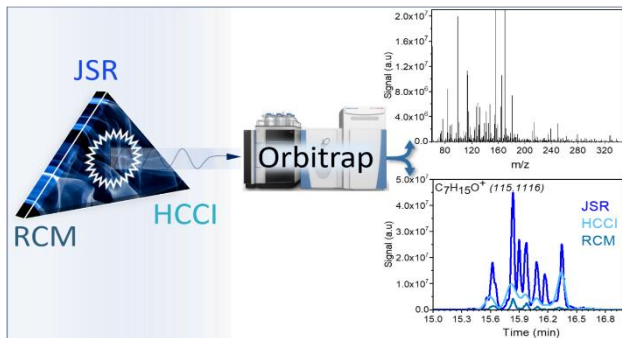 JSR
RCM
HCCI
Orbitrap
Signal (a.u)
2.0x10⁷
1.6x10⁷
1.2x10⁷
8.0x10⁶
4.0x10⁶
0.0
80 120 160 200 240 280 320
m/z
C₇H₁₅O⁺ (115.1116)
JSR
HCCI
RCM
Signal (a.u)
5.0x10⁷
4.0x10⁷
3.0x10⁷
2.0x10⁷
1.0x10⁷
0.0
15.0 15.3 15.6 15.9 16.2 16.5 16.8
Time (min)